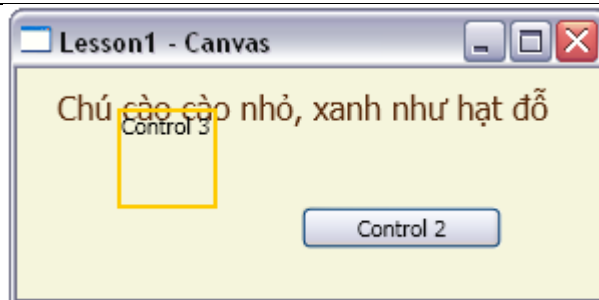 Lesson1 - Canvas
Chú cào cào nhỏ, xanh như hạt đỗ
Control 3
Control 2